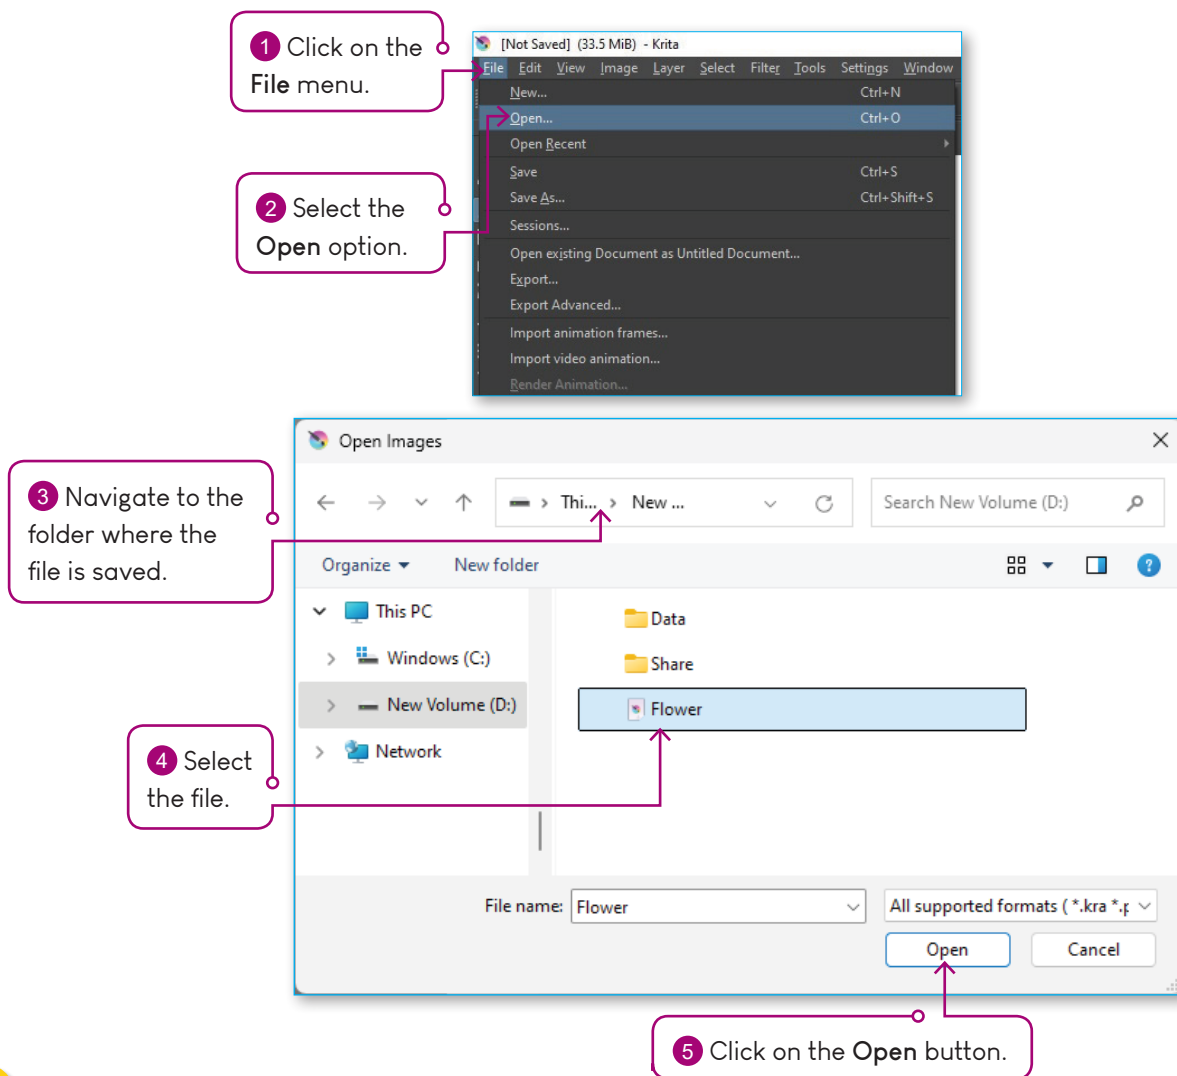 1 Click on the
File menu.
[Not Saved] (33.5 MiB) - Krita
File Edit View Image Layer Select Filter Tools Settings Window
New... Ctrl+N
Open... Ctrl+O
Open Recent
Save Ctrl+S
Save As... Ctrl+Shift+S
Sessions...
Open existing Document as Untitled Document...
Export...
Export Advanced...
Import animation frames...
Import video animation...
Render Animation...
2 Select the
Open option.
Open Images
3 Navigate to the
folder where the
file is saved.
Thi... > New ... Search New Volume (D:)
Organize New folder
This PC
Windows (C:)
New Volume (D:)
Network
Data
Share
Flower
4 Select
the file.
File name: Flower All supported formats ( *.kra *.p
Open Cancel
5 Click on the Open button.